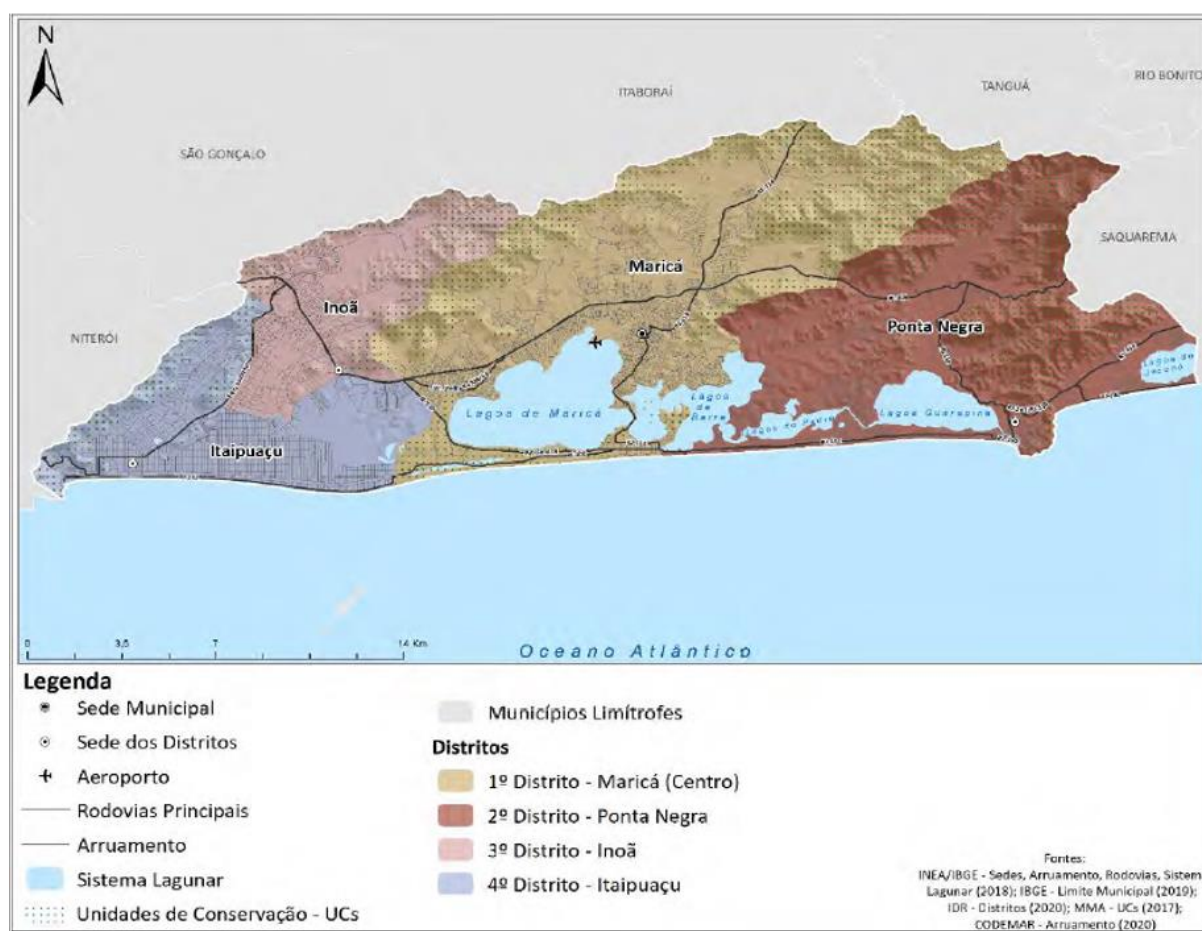 N
RIO BONITO
TANGUÁ
ITABORAÍ
SÃO GONÇALO
SAQUAREMA
Maricá
Inoã
Ponta Negra
NITERÓI
Lagoa de
Lagoa de Maricá
Lagoa
Lagoa Guarapina
Itaipuaçu
0
3,5
7
14 Km
Oceano Atlântico
Legenda
Sede Municipal
Sede dos Distritos
Aeroporto
Rodovias Principais
Arruamento
Sistema Lagunar
Unidades de Conservação - UCs
Municípios Limítrofes
Distritos
1º Distrito - Maricá (Centro)
2º Distrito - Ponta Negra
3º Distrito - Inoã
4º Distrito - Itaipuaçu
Fontes:
INEA/IBGE - Sedes, Arruamento, Rodovias, Sistem
Lagunar (2018); IBGE - Limite Municipal (2019);
IDR - Distritos (2020); MMA - UCs (2017);
CODEMAR - Arruamento (2020)